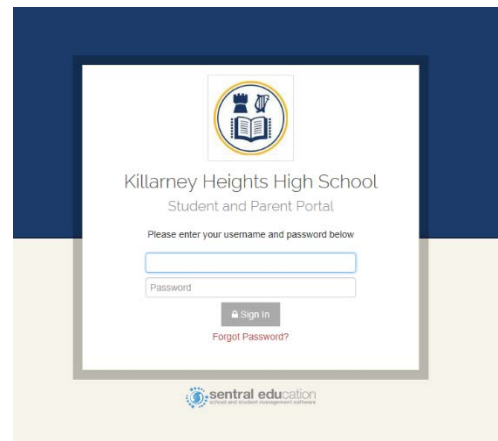 Killarney Heights High School
Student and Parent Portal
Please enter your username and password below
Password
Sign In
Forgot Password?
sentral education
school and student management software